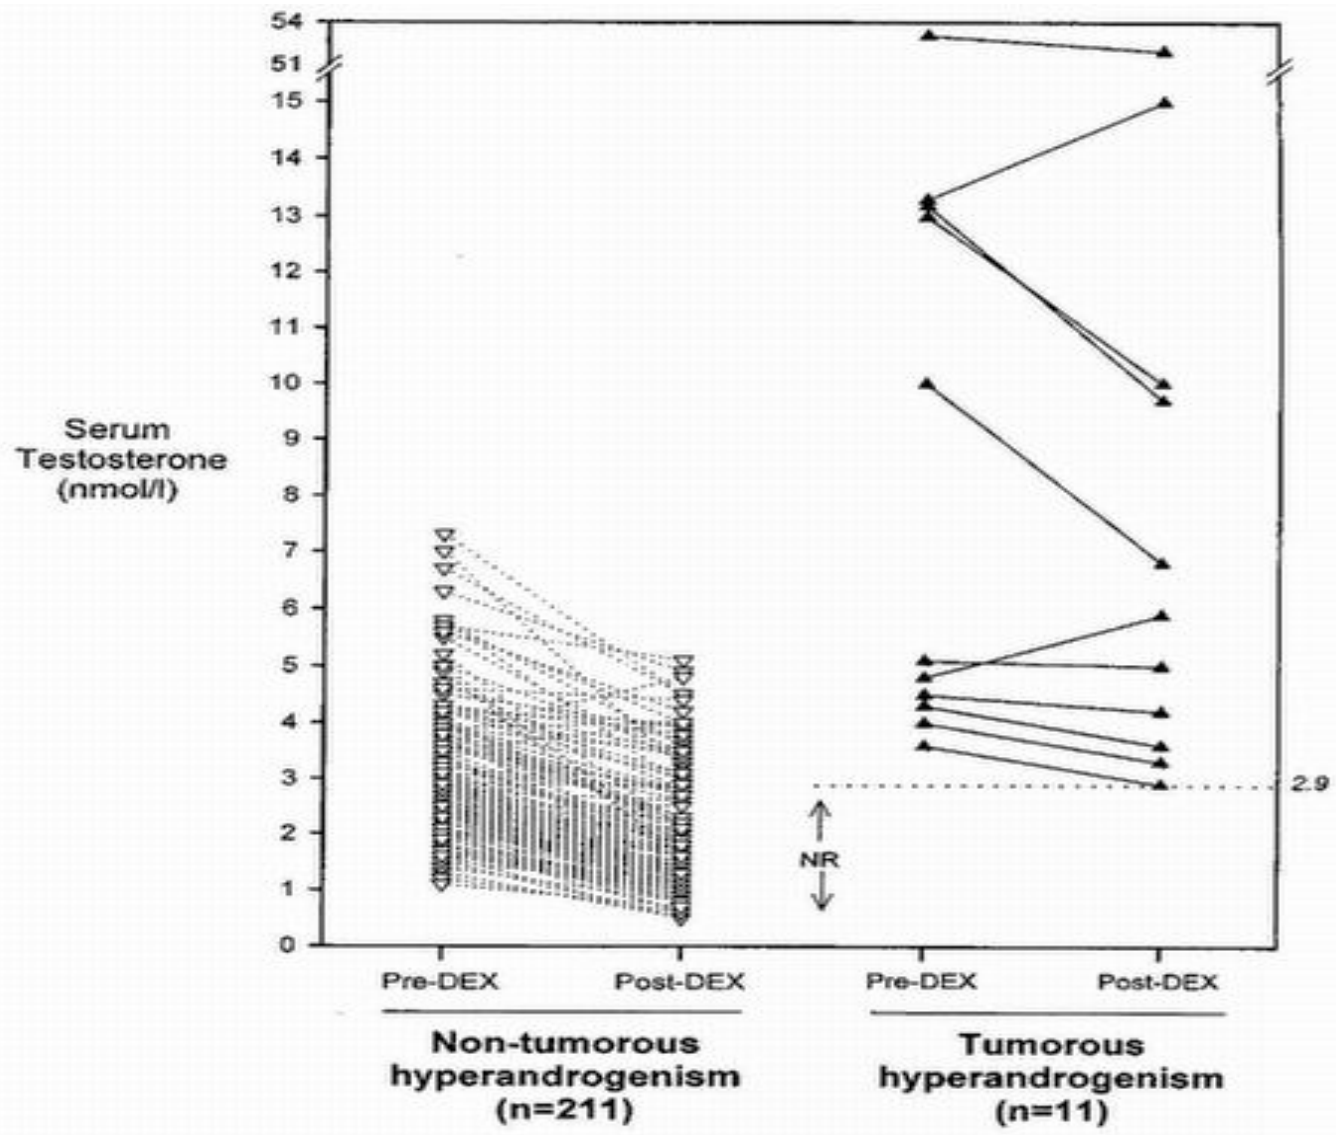 54
51
15
14
13
12
11
10
9
8
7
6
5
4
3
2
1
0
Serum
Testosterone
(nmol/l)
2.9
NR
Pre-DEX Post-DEX Pre-DEX Post-DEX
Non-tumorous
hyperandrogenism
(n=211)
Tumorous
hyperandrogenism
(n=11)